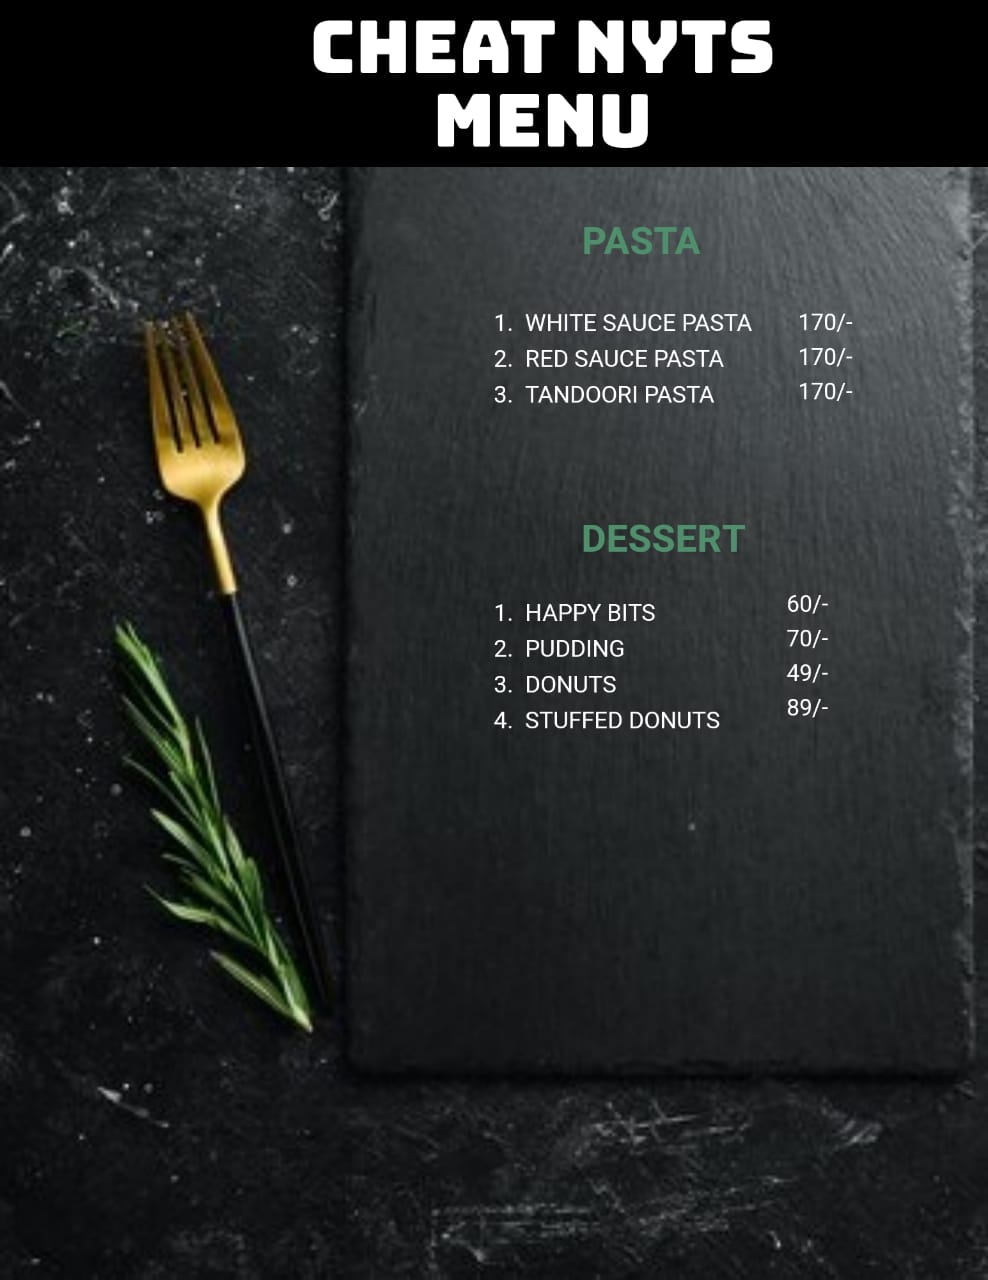 CHEAT NYTS
MENU
PASTA
1. WHITE SAUCE PASTA 170/-
2. RED SAUCE PASTA 170/-
3. TANDOORI PASTA 170/-
DESSERT
1. HAPPY BITS 60/-
2. PUDDING 70/-
3. DONUTS 49/-
4. STUFFED DONUTS 89/-